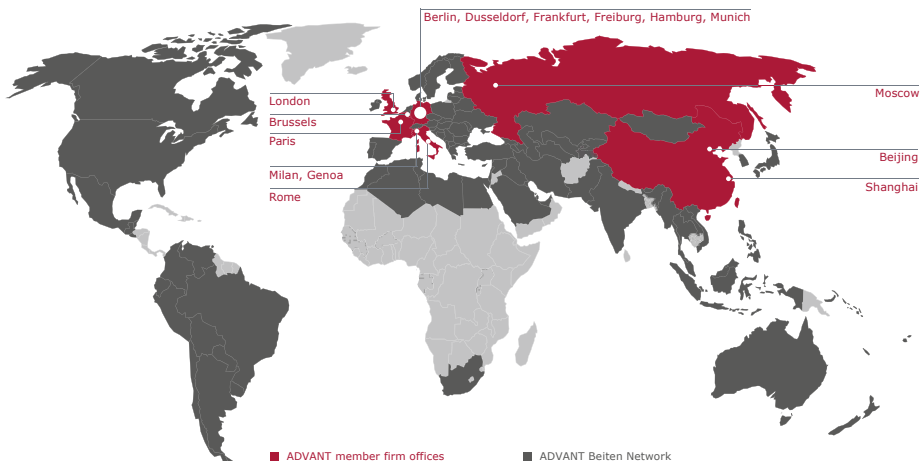 Berlin, Dusseldorf, Frankfurt, Freiburg, Hamburg, Munich
London
Brussels
Paris
Milan, Genoa
Rome
Moscow
Beijing
Shanghai
ADVANT member firm offices
ADVANT Beiten Network